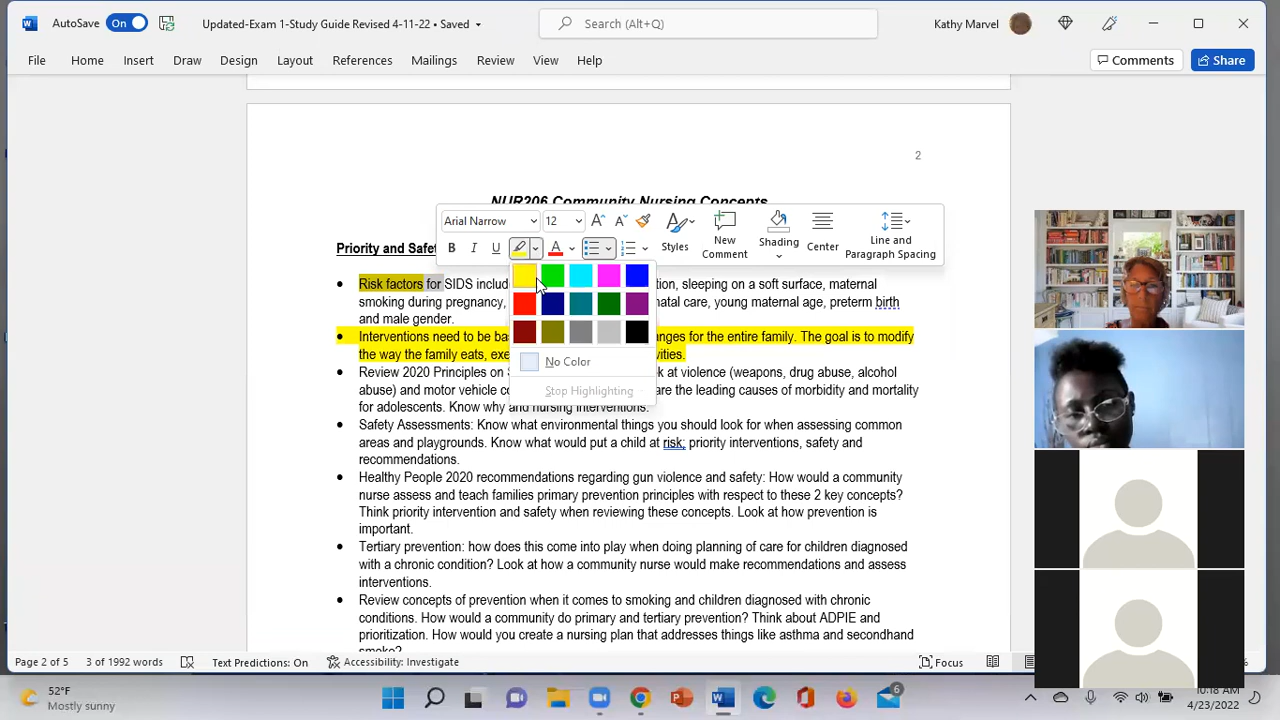 AutoSave On Updated-Exam 1-Study Guide Revised 4-11-22 • Saved Search (Alt+Q) Kathy Marvel
File Home Insert Draw Design Layout References Mailings Review View Help Comments Share
2
NUR206 Community Nursing Concepts
Arial Narrow 12
B I U A Styles New Comment Shading Center Line and Paragraph Spacing
Priority and Safe
• Risk factors for SIDS includ tion, sleeping on a soft surface, maternal
smoking during pregnancy, natal care, young maternal age, preterm birth
and male gender.
• Interventions need to be ba anges for the entire family. The goal is to modify
the way the family eats, exe vities.
No Color
• Review 2020 Principles on k at violence (weapons, drug abuse, alcohol
abuse) and motor vehicle co are the leading causes of morbidity and mortality
Stop Highlighting
for adolescents. Know why and nursing interventions.
• Safety Assessments: Know what environmental things you should look for when assessing common
areas and playgrounds. Know what would put a child at risk; priority interventions, safety and
recommendations.
• Healthy People 2020 recommendations regarding gun violence and safety: How would a community
nurse assess and teach families primary prevention principles with respect to these 2 key concepts?
Think priority intervention and safety when reviewing these concepts. Look at how prevention is
important.
• Tertiary prevention: how does this come into play when doing planning of care for children diagnosed
with a chronic condition? Look at how a community nurse would make recommendations and assess
interventions.
• Review concepts of prevention when it comes to smoking and children diagnosed with chronic
conditions. How would a community do primary and tertiary prevention? Think about ADPIE and
prioritization. How would you create a nursing plan that addresses things like asthma and secondhand
smoke?
Page 2 of 5 3 of 1992 words Text Predictions: On Accessibility: Investigate Focus %
52°F
Mostly sunny
6
10:18 AM
4/23/2022